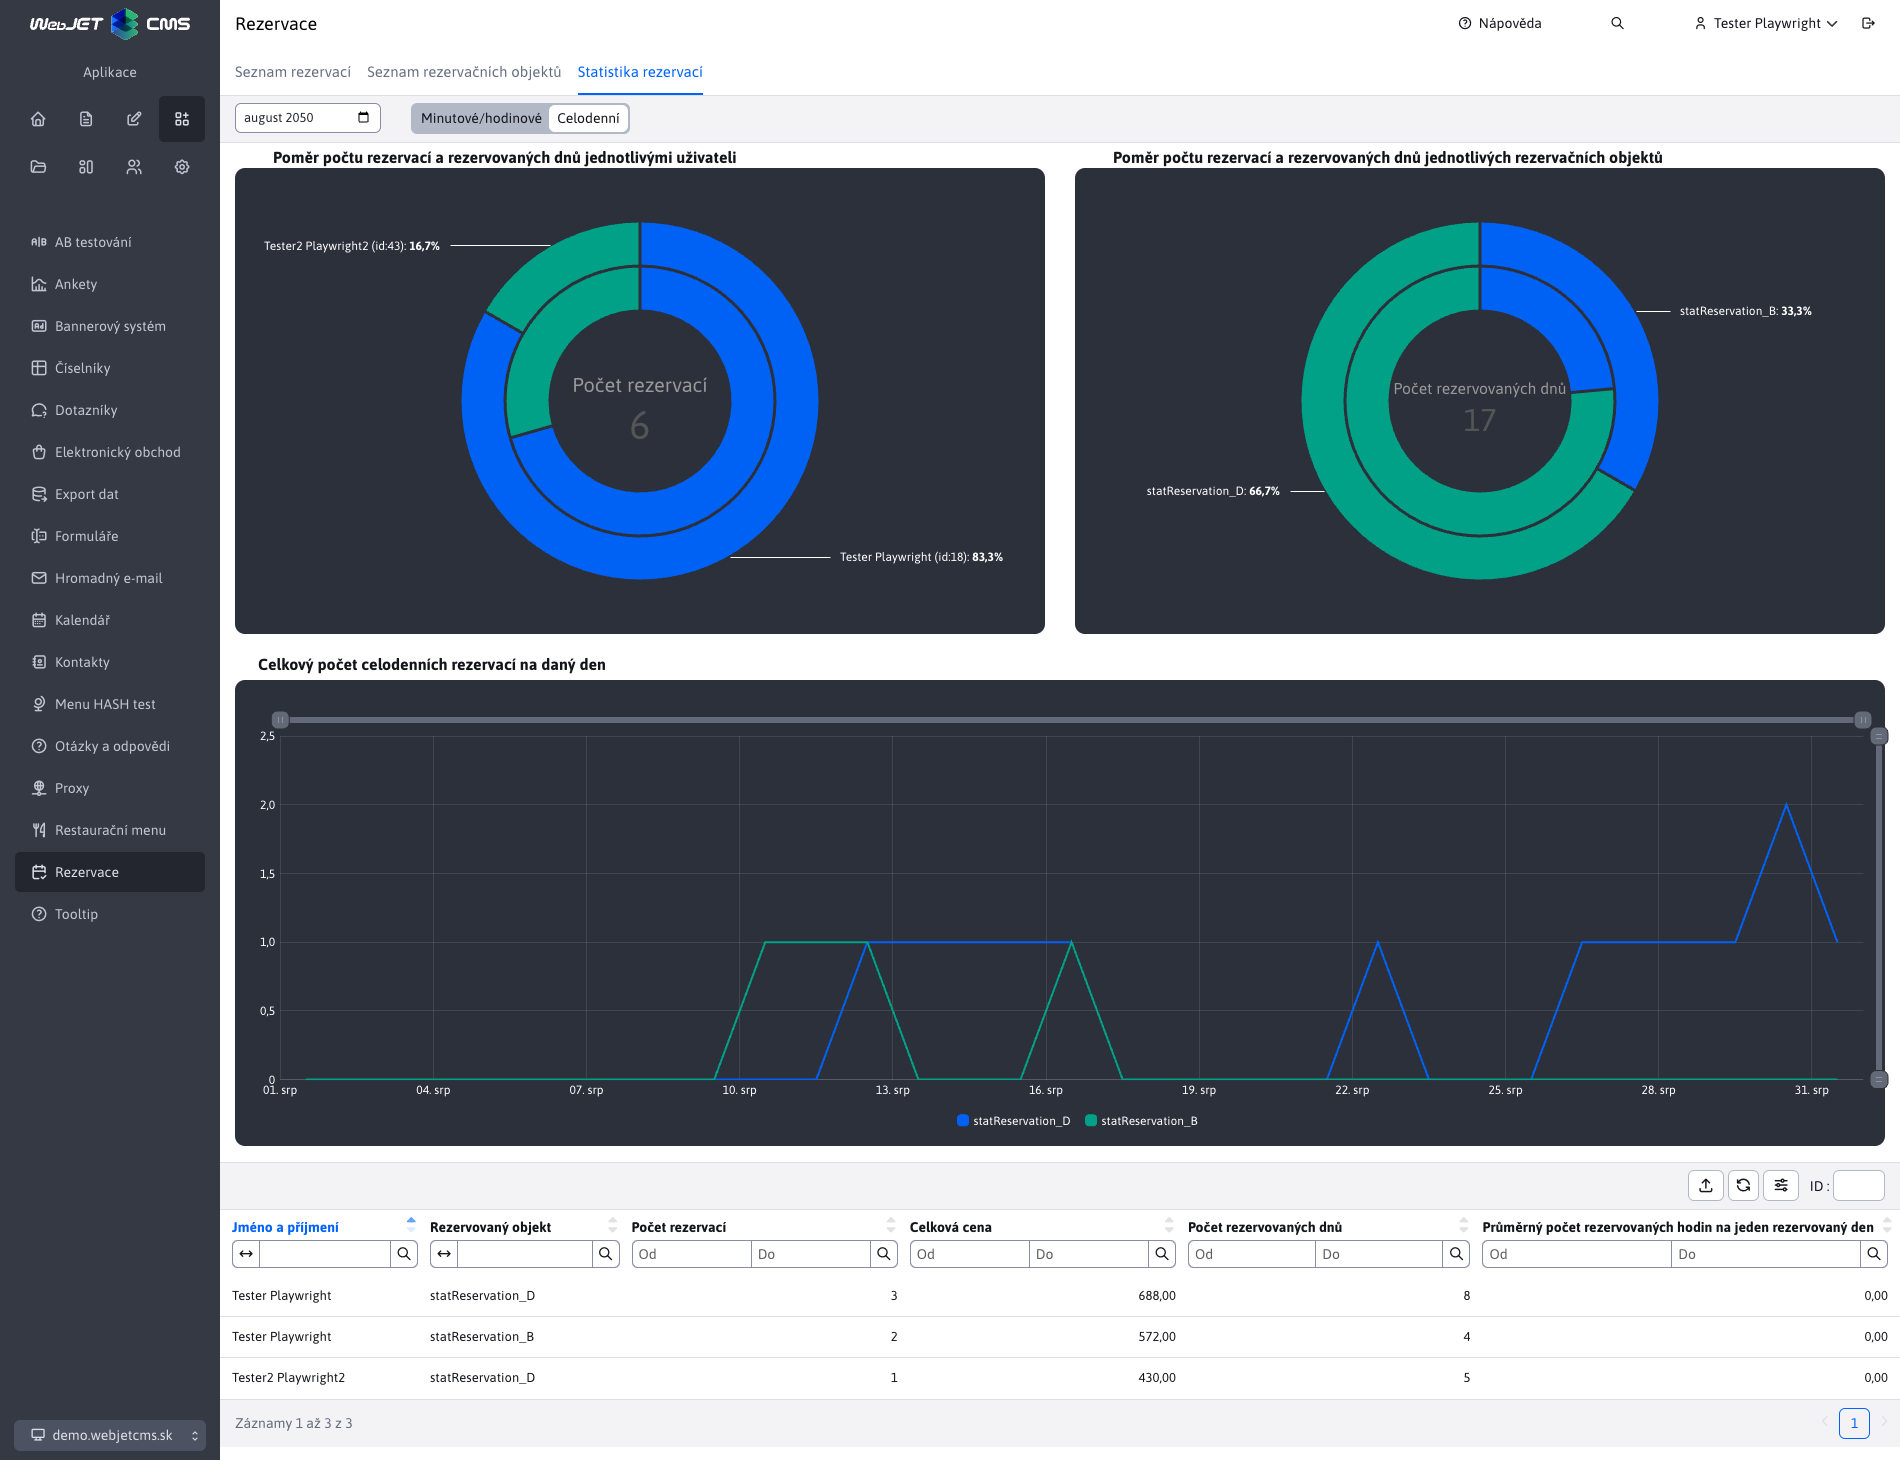 WebJET CMS
Rezervace
Nápověda
Tester Playwright
Aplikace
Seznam rezervací
Seznam rezervačních objektů
Statistika rezervací
august 2050
Minutové/hodinové
Celodenní
AB testování
Ankety
Bannerový systém
Číselníky
Dotazníky
Elektronický obchod
Export dat
Formuláře
Hromadný e-mail
Kalendář
Kontakty
Menu HASH test
Otázky a odpovědi
Proxy
Restaurační menu
Rezervace
Tooltip
demo.webjetcms.sk
Poměr počtu rezervací a rezervovaných dnů jednotlivými uživateli
Tester2 Playwright2 (id:43): 16,7%
Počet rezervací
6
Tester Playwright (id:18): 83,3%
Poměr počtu rezervací a rezervovaných dnů jednotlivých rezervačních objektů
statReservation_B: 33,3%
Počet rezervovaných dnů
17
statReservation_D: 66,7%
Celkový počet celodenních rezervací na daný den
2,5
2,0
1,5
1,0
0,5
0
01. srp 04. srp 07. srp 10. srp 13. srp 16. srp 19. srp 22. srp 25. srp 28. srp 31. srp
statReservation_D statReservation_B
ID :
Jméno a příjmení Rezervovaný objekt Počet rezervací Celková cena Počet rezervovaných dnů Průměrný počet rezervovaných hodin na jeden rezervovaný den
Od Do Od Do Od Do Od Do
Tester Playwright statReservation_D 3 688,00 8 0,00
Tester Playwright statReservation_B 2 572,00 4 0,00
Tester2 Playwright2 statReservation_D 1 430,00 5 0,00
Záznamy 1 až 3 z 3
1